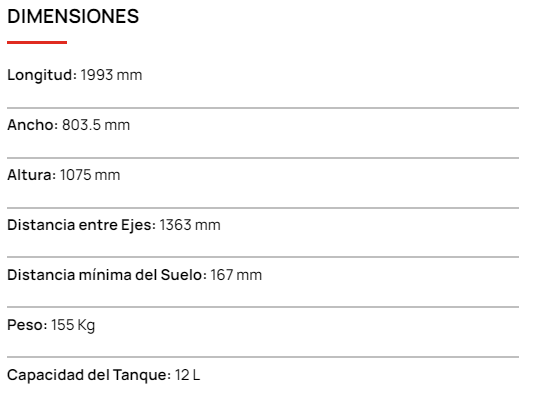 DIMENSIONES
Longitud: 1993 mm
Ancho: 803.5 mm
Altura: 1075 mm
Distancia entre Ejes: 1363 mm
Distancia mínima del Suelo: 167 mm
Peso: 155 Kg
Capacidad del Tanque: 12 L